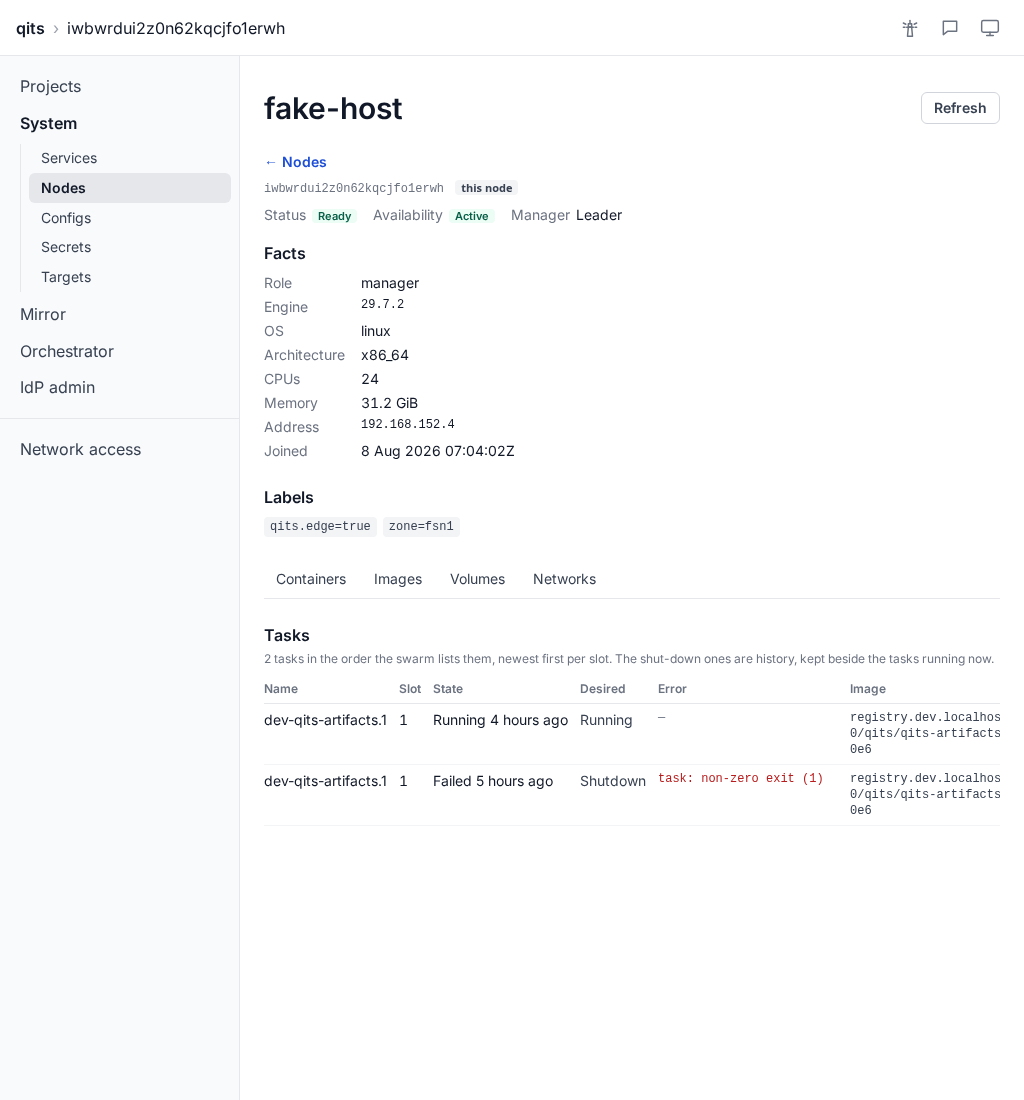 qits › iwbwrdui2z0n62kqcjfo1erwh
Projects
System
Services
Nodes
Configs
Secrets
Targets
Mirror
Orchestrator
IdP admin
Network access
fake-host
Refresh
← Nodes
iwbwrdui2z0n62kqcjfo1erwh this node
Status Ready Availability Active Manager Leader
Facts
Role manager
Engine 29.7.2
OS linux
Architecture x86_64
CPUs 24
Memory 31.2 GiB
Address 192.168.152.4
Joined 8 Aug 2026 07:04:02Z
Labels
qits.edge=true zone=fsn1
Containers Images Volumes Networks
Tasks
2 tasks in the order the swarm lists them, newest first per slot. The shut-down ones are history, kept beside the tasks running now.
Name Slot State Desired Error Image
dev-qits-artifacts.1 1 Running 4 hours ago Running – registry.dev.localhos
0/qits/qits-artifacts
0e6
dev-qits-artifacts.1 1 Failed 5 hours ago Shutdown task: non-zero exit (1) registry.dev.localhos
0/qits/qits-artifacts
0e6